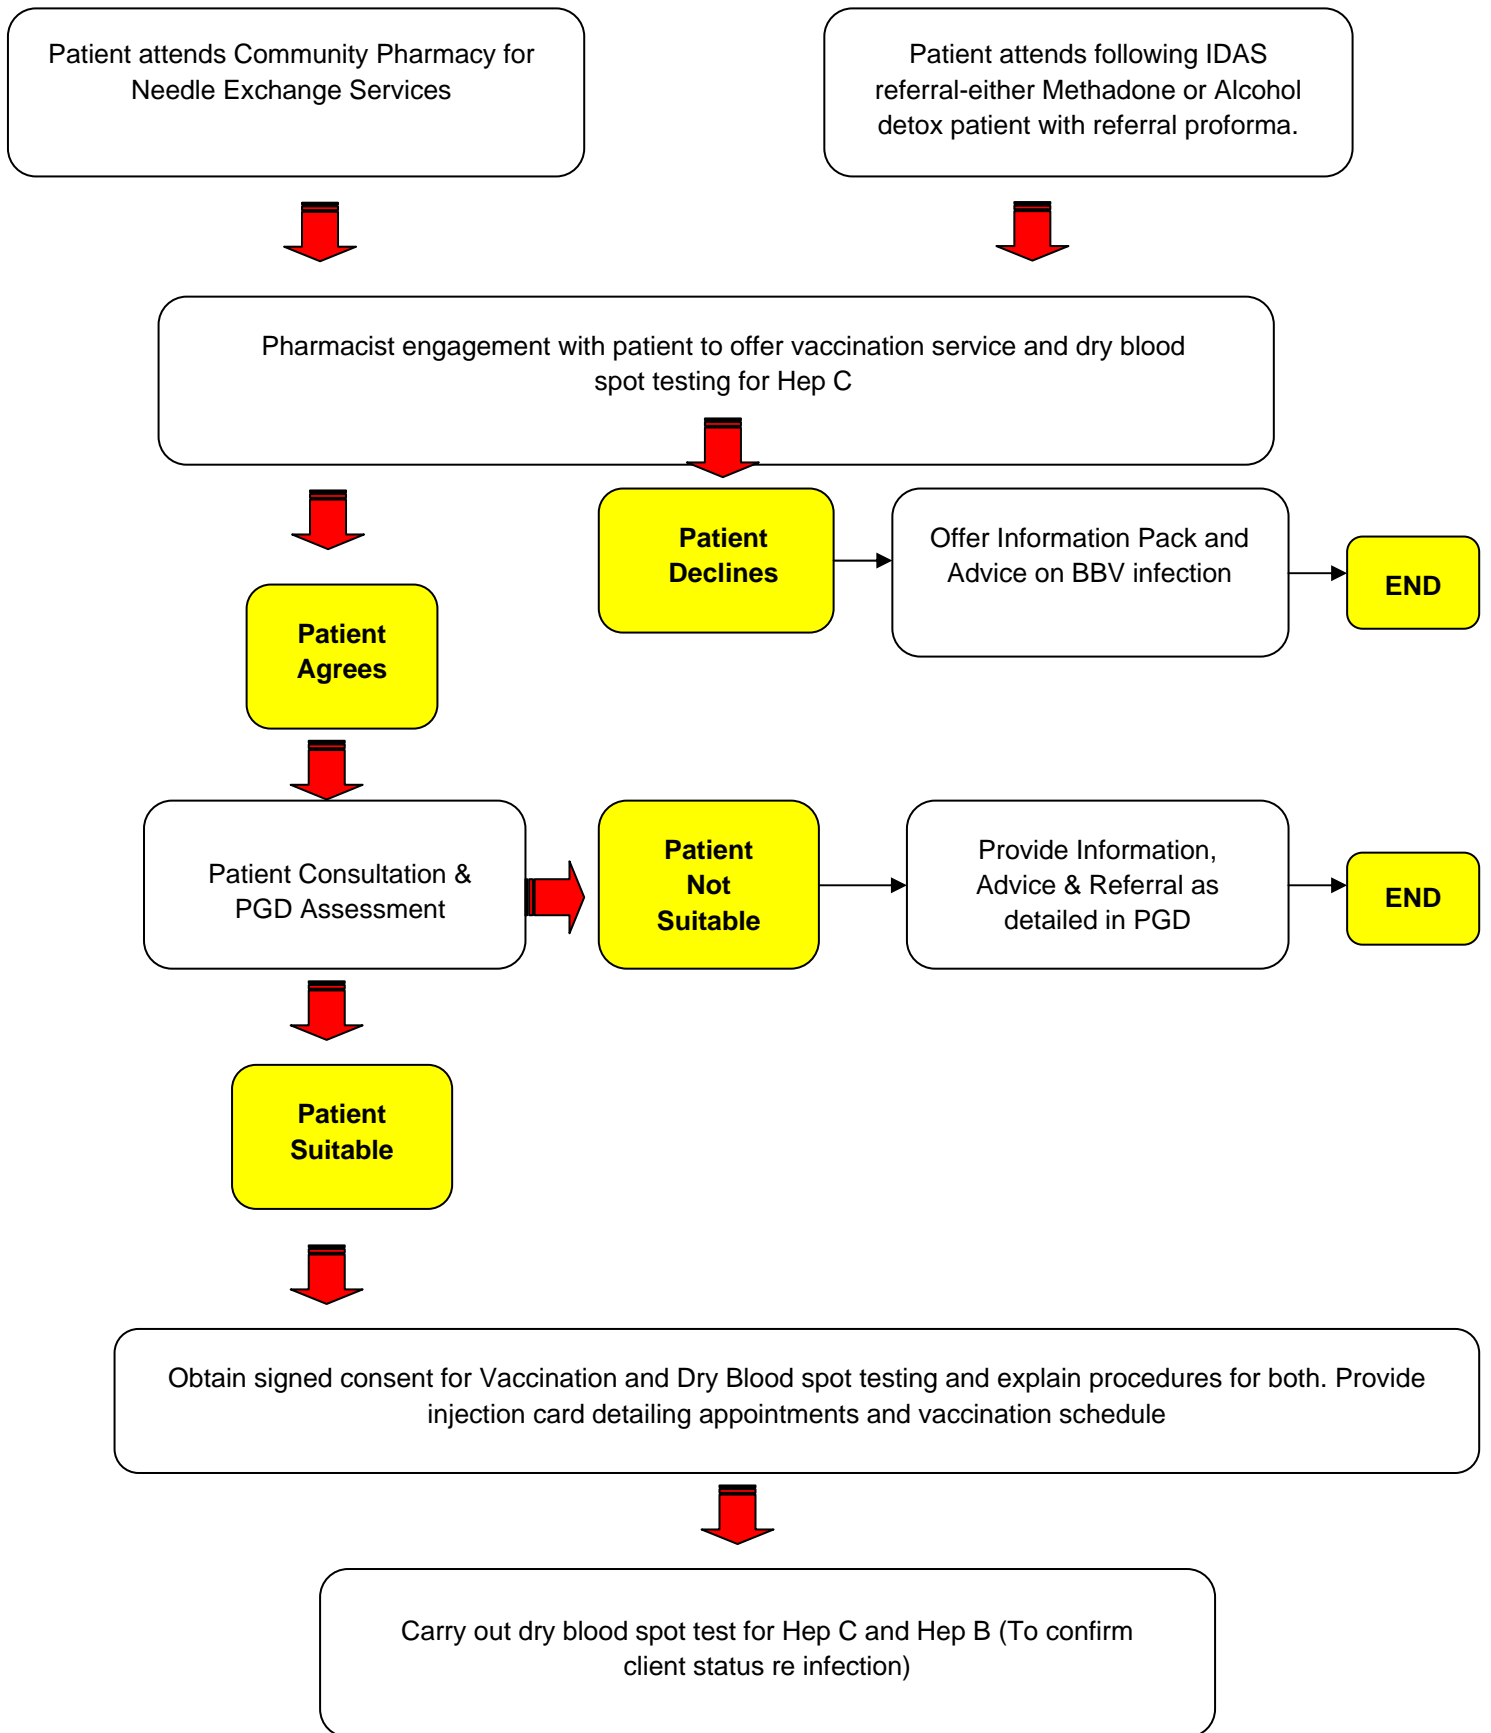 Patient attends Community Pharmacy for
Needle Exchange Services
Patient attends following IDAS
referral-either Methadone or Alcohol
detox patient with referral proforma.
Pharmacist engagement with patient to offer vaccination service and dry blood
spot testing for Hep C
Patient
Declines
Offer Information Pack and
Advice on BBV infection
END
Patient
Agrees
Patient Consultation &
PGD Assessment
Patient
Not
Suitable
Provide Information,
Advice & Referral as
detailed in PGD
END
Patient
Suitable
Obtain signed consent for Vaccination and Dry Blood spot testing and explain procedures for both. Provide
injection card detailing appointments and vaccination schedule
Carry out dry blood spot test for Hep C and Hep B (To confirm
client status re infection)